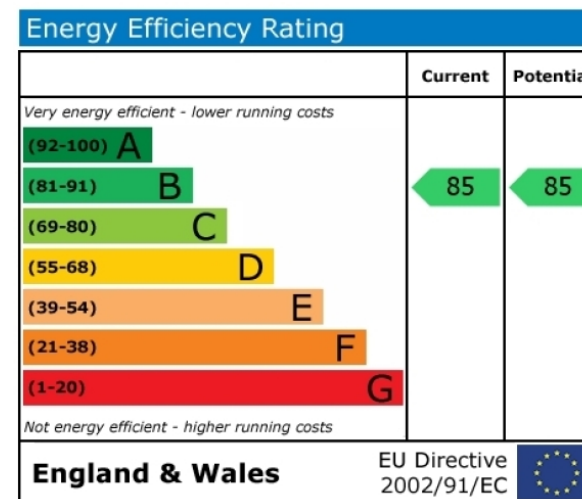 Energy Efficiency Rating
Current Potentia
Very energy efficient - lower running costs
(92-100) A
(81-91) B 85 85
(69-80) C
(55-68) D
(39-54) E
(21-38) F
(1-20) G
Not energy efficient - higher running costs
England & Wales
EU Directive
2002/91/EC